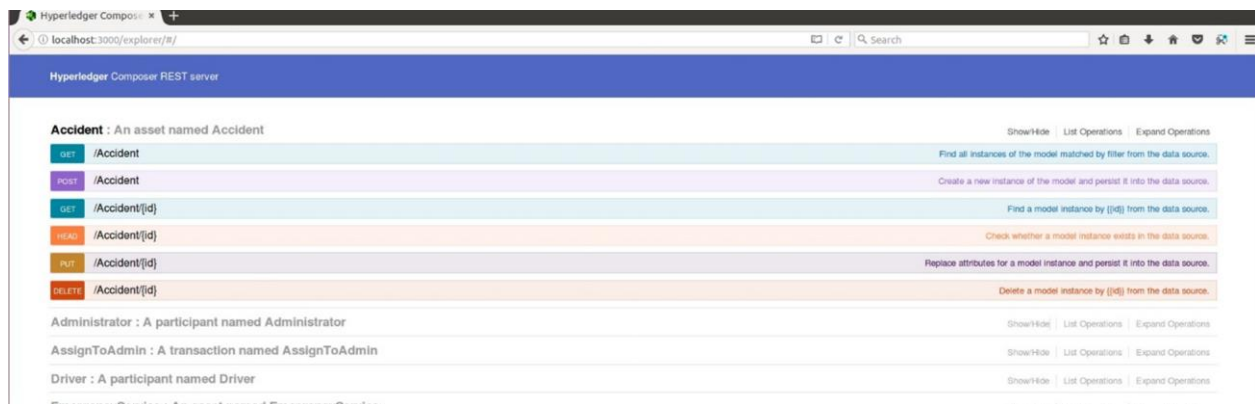 Hyperledger Compose
localhost:3000/explorer/#/
Search
Hyperledger Composer REST server
Accident : An asset named Accident Show/Hide List Operations Expand Operations
GET /Accident Find all instances of the model matched by filter from the data source.
POST /Accident Create a new instance of the model and persist it into the data source.
GET /Accident/{id} Find a model instance by {{id}} from the data source.
HEAD /Accident/{id} Check whether a model instance exists in the data source.
PUT /Accident/{id} Replace attributes for a model instance and persist it into the data source.
DELETE /Accident/{id} Delete a model instance by {{id}} from the data source.
Administrator : A participant named Administrator Show/Hide List Operations Expand Operations
AssignToAdmin : A transaction named AssignToAdmin Show/Hide List Operations Expand Operations
Driver : A participant named Driver Show/Hide List Operations Expand Operations